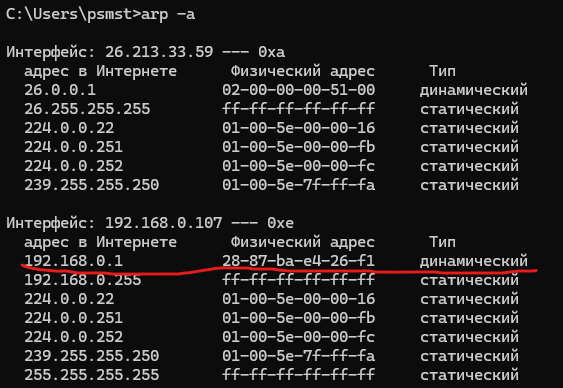 C:\Users\psmst>arp -a
Интерфейс: 26.213.33.59 --- 0xa
адрес в Интернете Физический адрес Тип
26.0.0.1 02-00-00-00-51-00 динамический
26.255.255.255 ff-ff-ff-ff-ff-ff статический
224.0.0.22 01-00-5e-00-00-16 статический
224.0.0.251 01-00-5e-00-00-fb статический
224.0.0.252 01-00-5e-00-00-fc статический
239.255.255.250 01-00-5e-7f-ff-fa статический
Интерфейс: 192.168.0.107 --- 0xe
адрес в Интернете Физический адрес Тип
192.168.0.1 28-87-ba-e4-26-f1 динамический
192.168.0.255 ff-ff-ff-ff-ff-ff статический
224.0.0.22 01-00-5e-00-00-16 статический
224.0.0.251 01-00-5e-00-00-fb статический
224.0.0.252 01-00-5e-00-00-fc статический
239.255.255.250 01-00-5e-7f-ff-fa статический
255.255.255.255 ff-ff-ff-ff-ff-ff статический